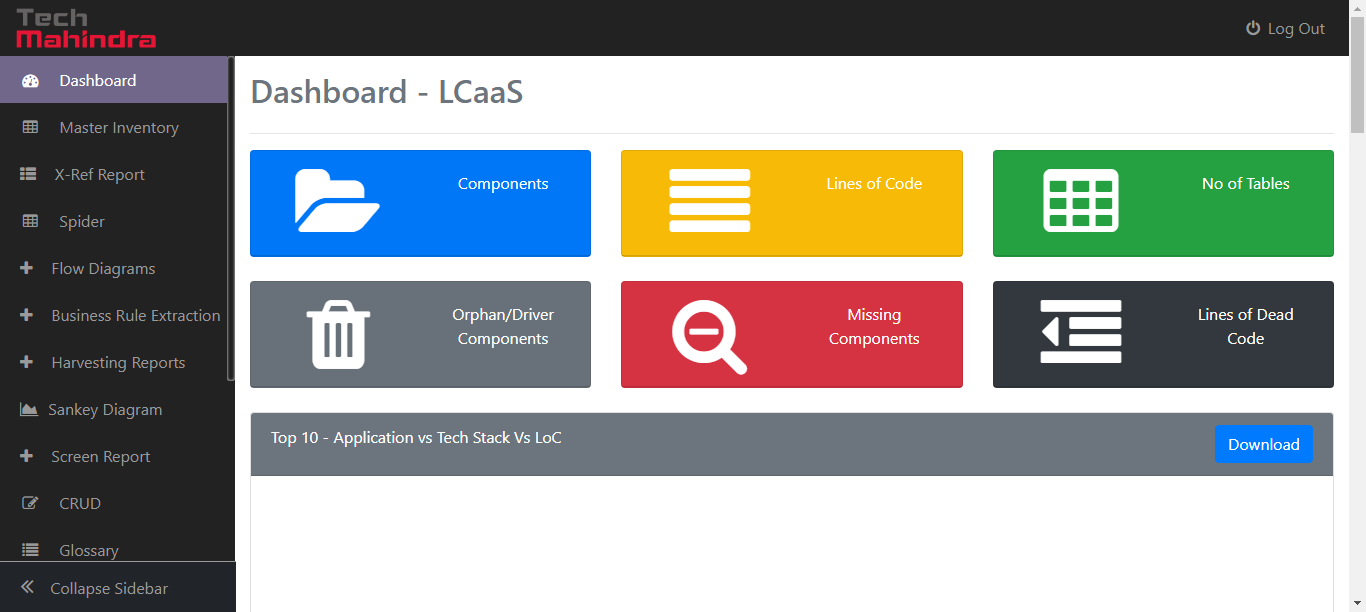 Tech
Mahindra
Log Out
Dashboard
Master Inventory
X-Ref Report
Spider
Flow Diagrams
Business Rule Extraction
Harvesting Reports
Sankey Diagram
Screen Report
CRUD
Glossary
Collapse Sidebar
Dashboard - LCaaS
Components
Lines of Code
No of Tables
Orphan/Driver
Components
Missing
Components
Lines of Dead
Code
Top 10 - Application vs Tech Stack Vs LoC
Download